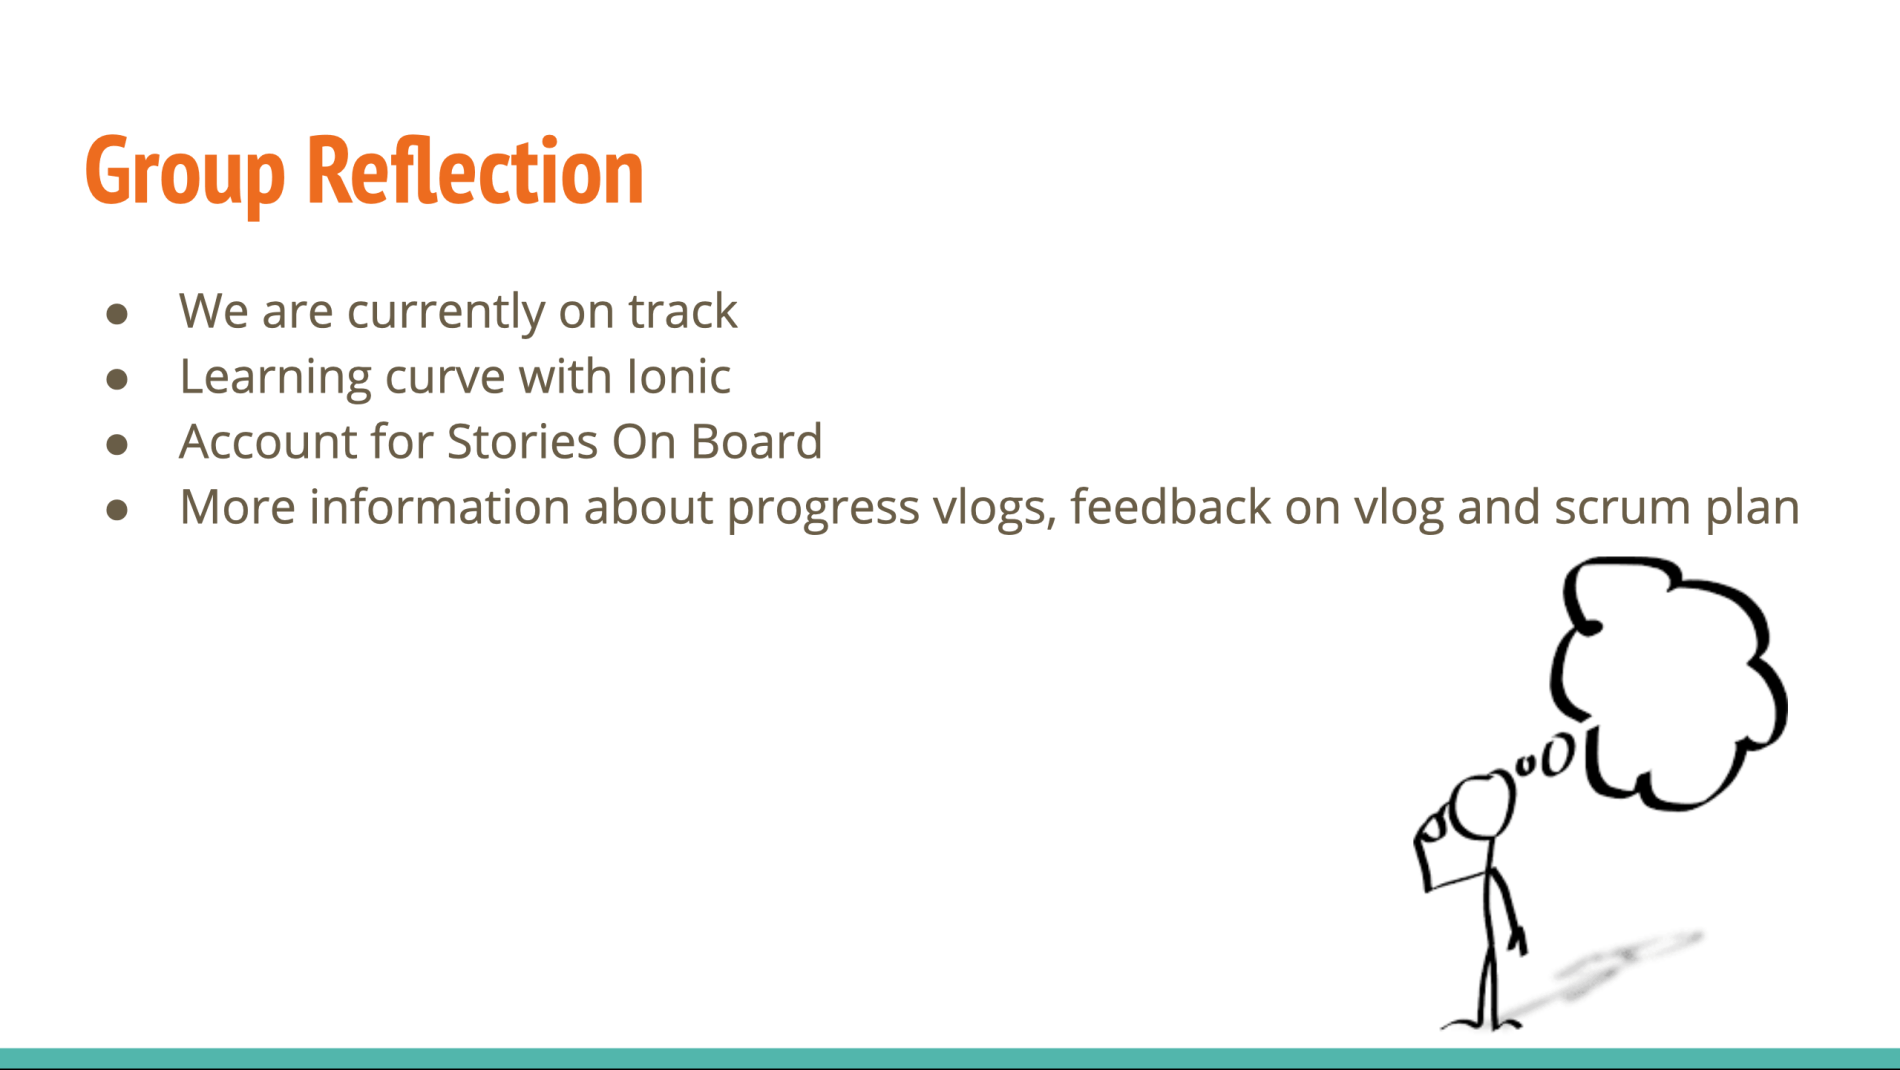 Group Reflection
● We are currently on track
● Learning curve with Ionic
● Account for Stories On Board
● More information about progress vlogs, feedback on vlog and scrum plan